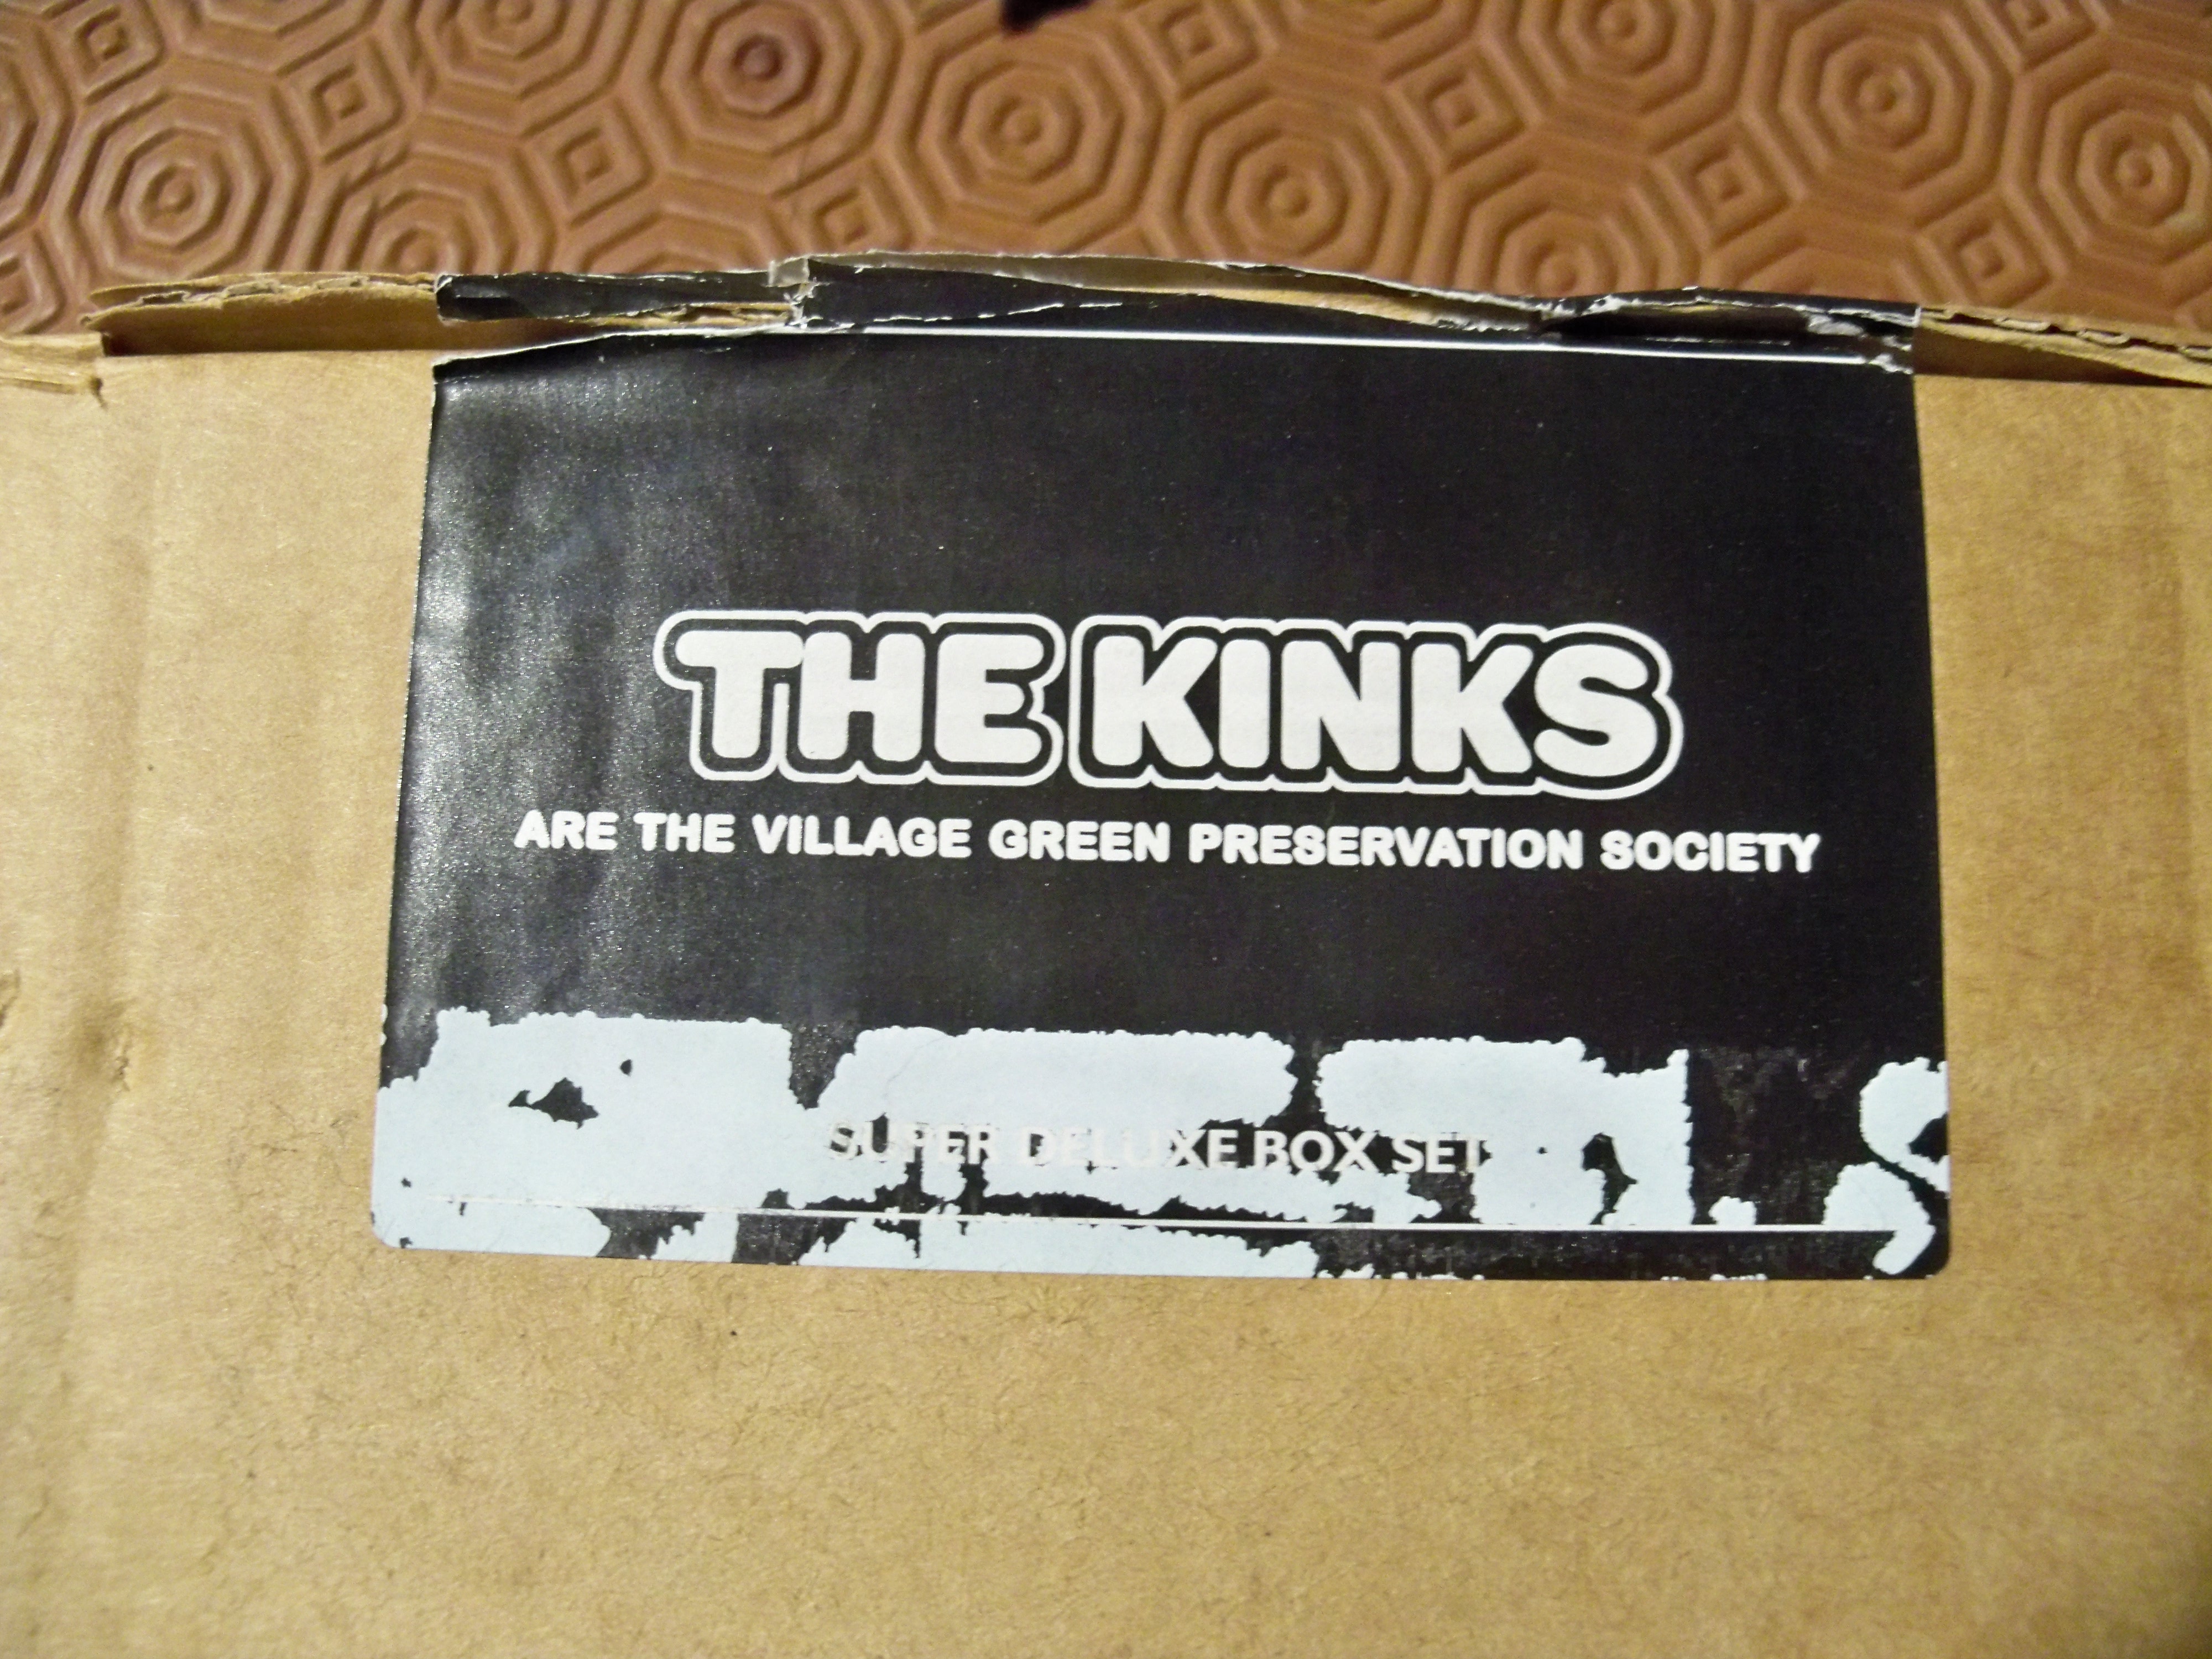 THE KINKS
ARE THE VILLAGE GREEN PRESERVATION SOCIETY
SUPER DELUXE BOX SET